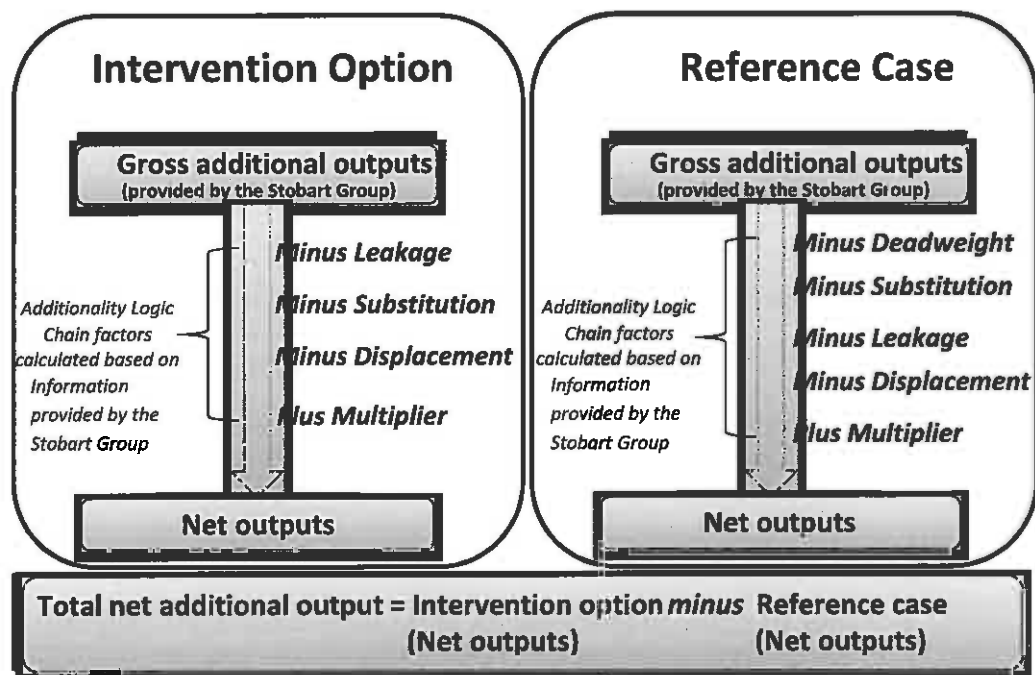 Intervention Option
Gross additional outputs
(provided by the Stobart Group)
Minus Leakage
Minus Substitution
Minus Displacement
Plus Multiplier
Additionality Logic
Chain factors
calculated based on
Information
provided by the
Stobart Group
Net outputs
Reference Case
Gross additional outputs
(provided by the Stobart Group)
Minus Deadweight
Minus Substitution
Minus Leakage
Minus Displacement
Plus Multiplier
Additionality Logic
Chain factors
calculated based on
Information
provided by the
Stobart Group
Net outputs
Total net additional output = Intervention option minus Reference case
(Net outputs) (Net outputs)